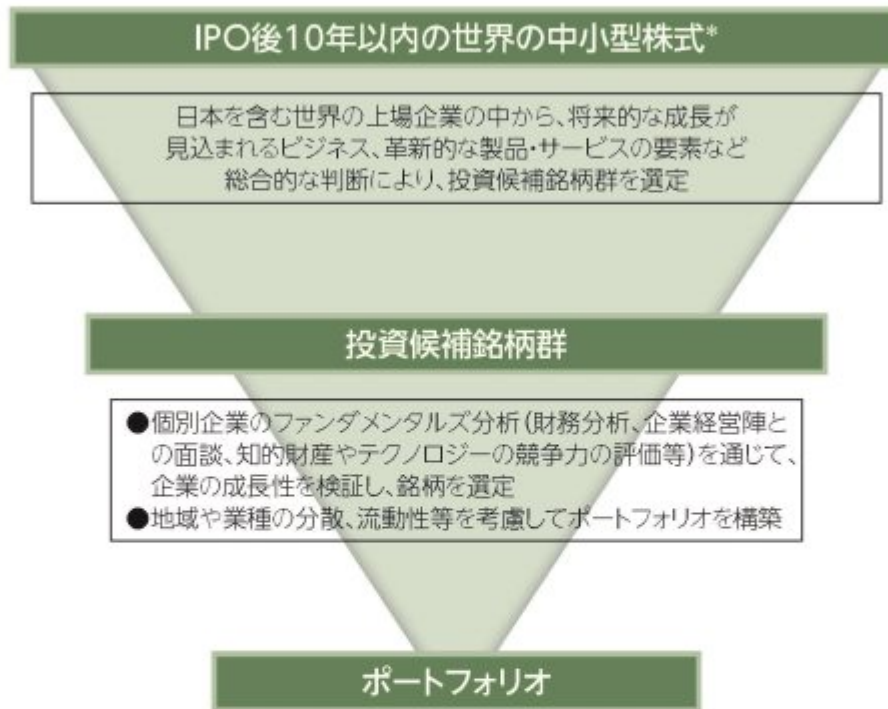 IPO後10年以内の世界の中小型株式*
日本を含む世界の上場企業の中から、将来的な成長が
見込まれるビジネス、革新的な製品・サービスの要素など
総合的な判断により、投資候補銘柄群を選定
投資候補銘柄群
●個別企業のファンダメンタルズ分析(財務分析、企業経営陣と
の面談、知的財産やテクノロジーの競争力の評価等)を通じて、
企業の成長性を検証し、銘柄を選定
●地域や業種の分散、流動性等を考慮してポートフォリオを構築
ポートフォリオ